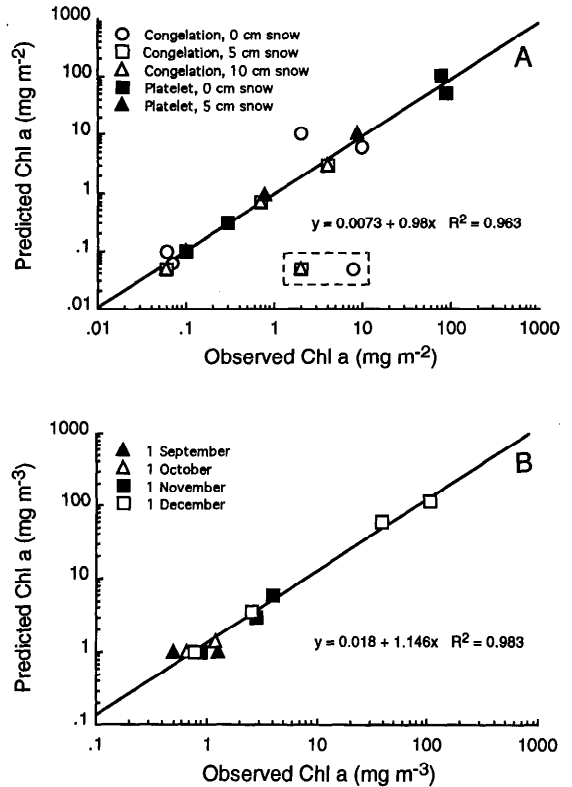 1000
100
10
1
.1
.01
Predicted Chl a (mg m-2)
Congelation, 0 cm snow
Congelation, 5 cm snow
Congelation, 10 cm snow
Platelet, 0 cm snow
Platelet, 5 cm snow
A
y = 0.0073 + 0.98x R2 = 0.963
.01 .1 1 10 100 1000
Observed Chl a (mg m-2)
1000
100
10
1
.1
Predicted Chl a (mg m-3)
1 September
1 October
1 November
1 December
B
y = 0.018 + 1.146x R2 = 0.983
.1 1 10 100 1000
Observed Chl a (mg m-3)